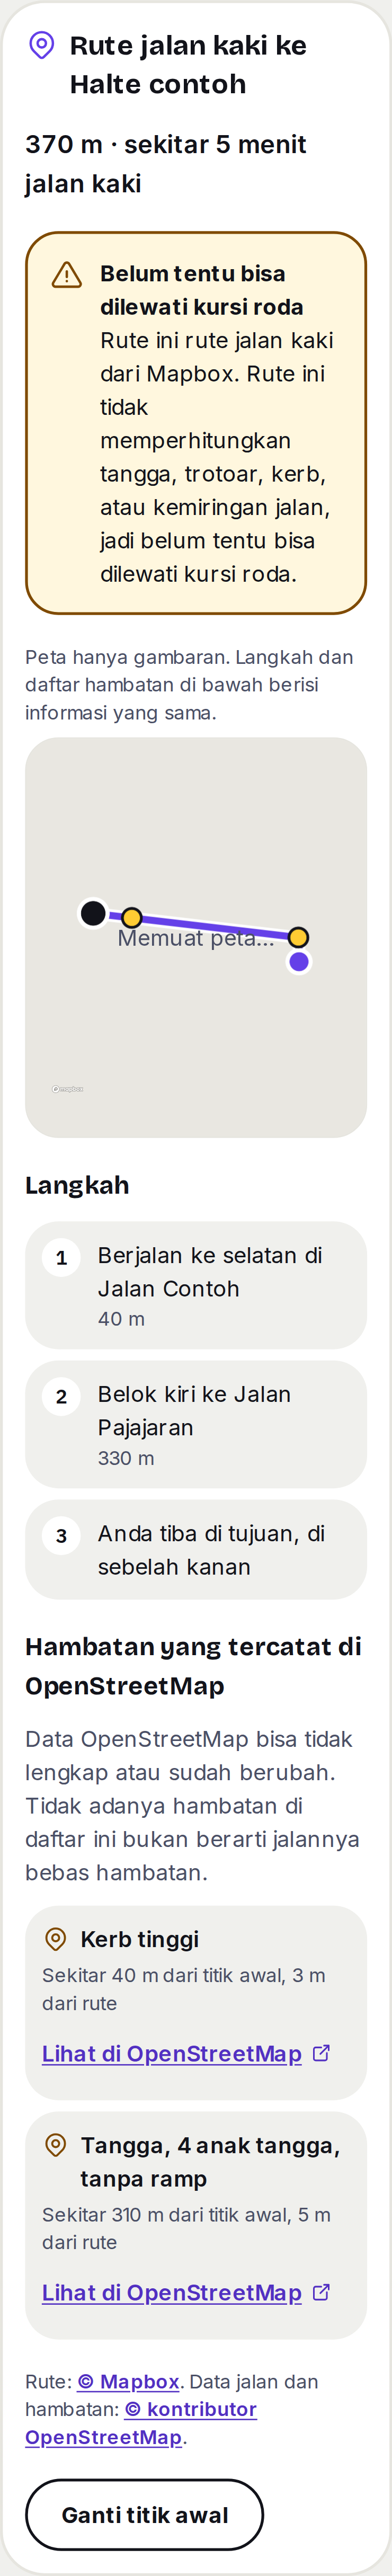 Rute jalan kaki ke
Halte contoh
370 m · sekitar 5 menit
jalan kaki
Belum tentu bisa
dilewati kursi roda
Rute ini rute jalan kaki
dari Mapbox. Rute ini
tidak
memperhitungkan
tangga, trotoar, kerb,
atau kemiringan jalan,
jadi belum tentu bisa
dilewati kursi roda.
Peta hanya gambaran. Langkah dan
daftar hambatan di bawah berisi
informasi yang sama.
Memuat peta...
mapbox
Langkah
1 Berjalan ke selatan di
Jalan Contoh
40 m
2 Belok kiri ke Jalan
Pajajaran
330 m
3 Anda tiba di tujuan, di
sebelah kanan
Hambatan yang tercatat di
OpenStreetMap
Data OpenStreetMap bisa tidak
lengkap atau sudah berubah.
Tidak adanya hambatan di
daftar ini bukan berarti jalannya
bebas hambatan.
Kerb tinggi
Sekitar 40 m dari titik awal, 3 m
dari rute
Lihat di OpenStreetMap
Tangga, 4 anak tangga,
tanpa ramp
Sekitar 310 m dari titik awal, 5 m
dari rute
Lihat di OpenStreetMap
Rute: © Mapbox. Data jalan dan
hambatan: © kontributor
OpenStreetMap.
Ganti titik awal